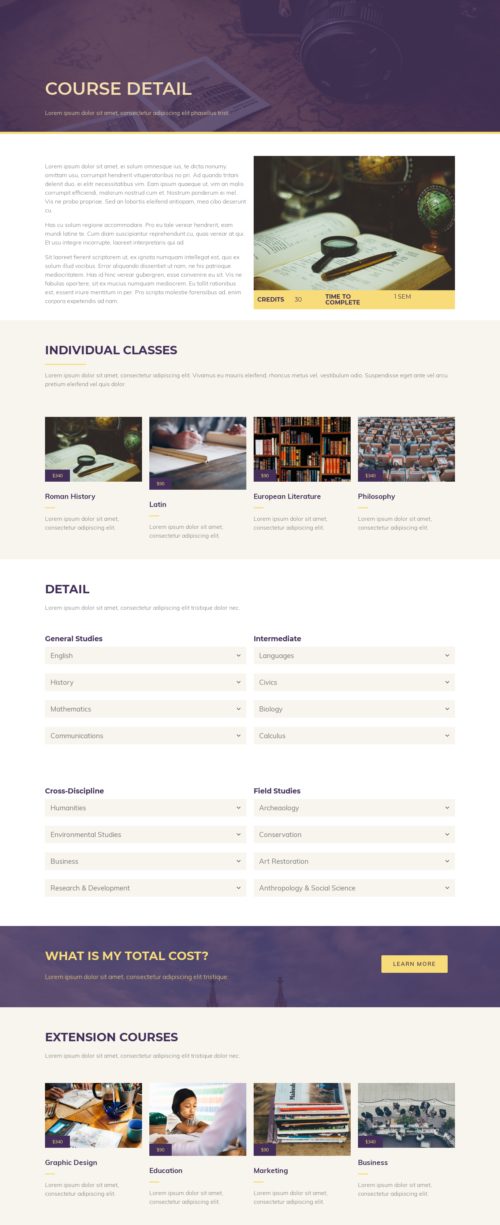 COURSE DETAIL
Lorem ipsum dolor sit amet, consectetur adipiscing elit phasellus trist.
Lorem ipsum dolor sit amet, ei solum omnesque ius, te dicta nonumy
omittam usu, corrumpit hendrerit vituperatoribus no pri. Ad quando tritani
delenit duo, ei elit necessitatibus vim. Eam ipsum quaeque ut, vim an malis
corrumpit efficiendi, maiorum nostrud cum et. Nostrum ponderum ei mel.
Vis ne probo propriae. Sed an lobortis eleifend antiopam, mea cibo deserunt
cu.
Has cu solum regione accommodare. Pro eu tale verear hendrerit, eam
mundi latine te. Cum diam suscipiantur reprehendunt cu, quas verear at qui.
Et usu integre incorrupte, laoreet interpretaris qui ad
Sit laoreet fierent scriptorem ut, ex ignota numquam intellegat est, quo ex
solum illud vocibus. Error aliquando dissentiet ut nam, ne his patrioque
mediocritatem. Has id hinc verear gubergren, esse convenire eu sit. Vis ne
fabulas oportere, sit ex mucius numquam mediocrem. Eu tollit rationibus
est, essent iriure mentitum in per. Pro scripta molestie forensibus ad, enim
corpora expetendis ad nam.
CREDITS 30 TIME TO COMPLETE 1 SEM
INDIVIDUAL CLASSES
Lorem ipsum dolor sit amet, consectetur adipiscing elit. Vivamus eu mauris eleifend, rhoncus metus vel, vestibulum odio. Suspendisse eget ante vel arcu
pretium eleifend vel quis dolor.
$340
$90
$90
$340
Roman History
Latin
European Literature
Philosophy
Lorem ipsum dolor sit amet,
consectetur adipiscing elit.
Lorem ipsum dolor sit amet,
consectetur adipiscing elit.
Lorem ipsum dolor sit amet,
consectetur adipiscing elit.
Lorem ipsum dolor sit amet,
consectetur adipiscing elit.
DETAIL
Lorem ipsum dolor sit amet, consectetur adipiscing elit tristique dolor nec.
General Studies
English
History
Mathematics
Communications
Intermediate
Languages
Civics
Biology
Calculus
Cross-Discipline
Humanities
Environmental Studies
Business
Research & Development
Field Studies
Archeaology
Conservation
Art Restoration
Anthropology & Social Science
WHAT IS MY TOTAL COST?
Lorem ipsum dolor sit amet, consectetur adipiscing elit tristique.
LEARN MORE
EXTENSION COURSES
Lorem ipsum dolor sit amet, consectetur adipiscing elit tristique dolor nec.
$340
$90
$90
$340
Graphic Design
Education
Marketing
Business
Lorem ipsum dolor sit amet,
consectetur adipiscing elit.
Lorem ipsum dolor sit amet,
consectetur adipiscing elit.
Lorem ipsum dolor sit amet,
consectetur adipiscing elit.
Lorem ipsum dolor sit amet,
consectetur adipiscing elit.